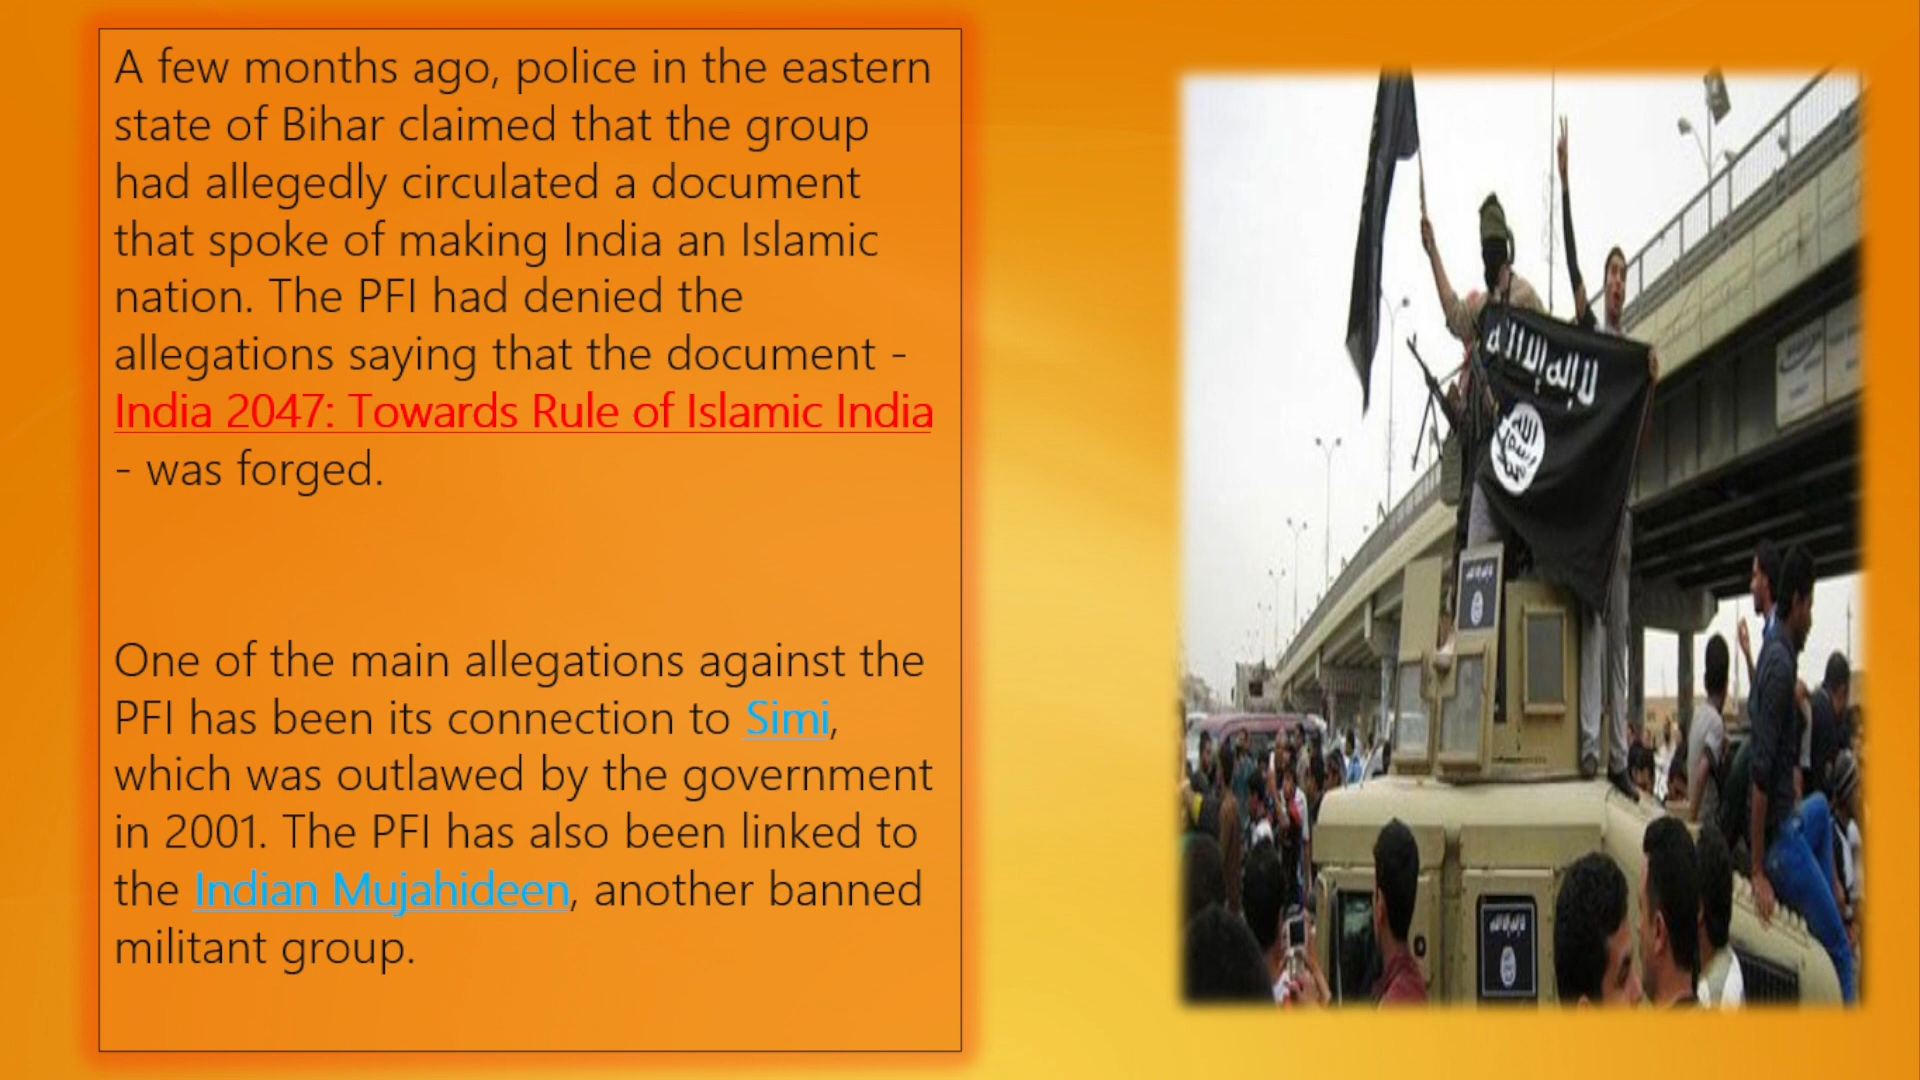 A few months ago, police in the eastern
state of Bihar claimed that the group
had allegedly circulated a document
that spoke of making India an Islamic
nation. The PFI had denied the
allegations saying that the document -
India 2047: Towards Rule of Islamic India
- was forged.
One of the main allegations against the
PFI has been its connection to Simi,
which was outlawed by the government
in 2001. The PFI has also been linked to
the Indian Mujahideen, another banned
militant group.
لا إله إلا الله
الله
رسول
محمد